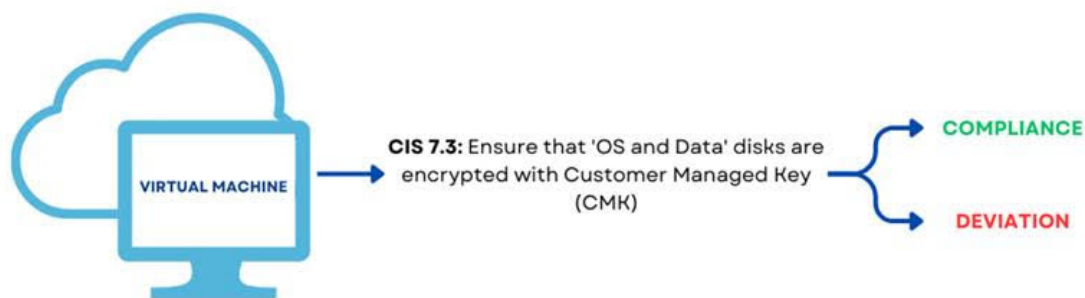 VIRTUAL MACHINE
CIS 7.3: Ensure that 'OS and Data' disks are
encrypted with Customer Managed Key
(CMK)
COMPLIANCE
DEVIATION